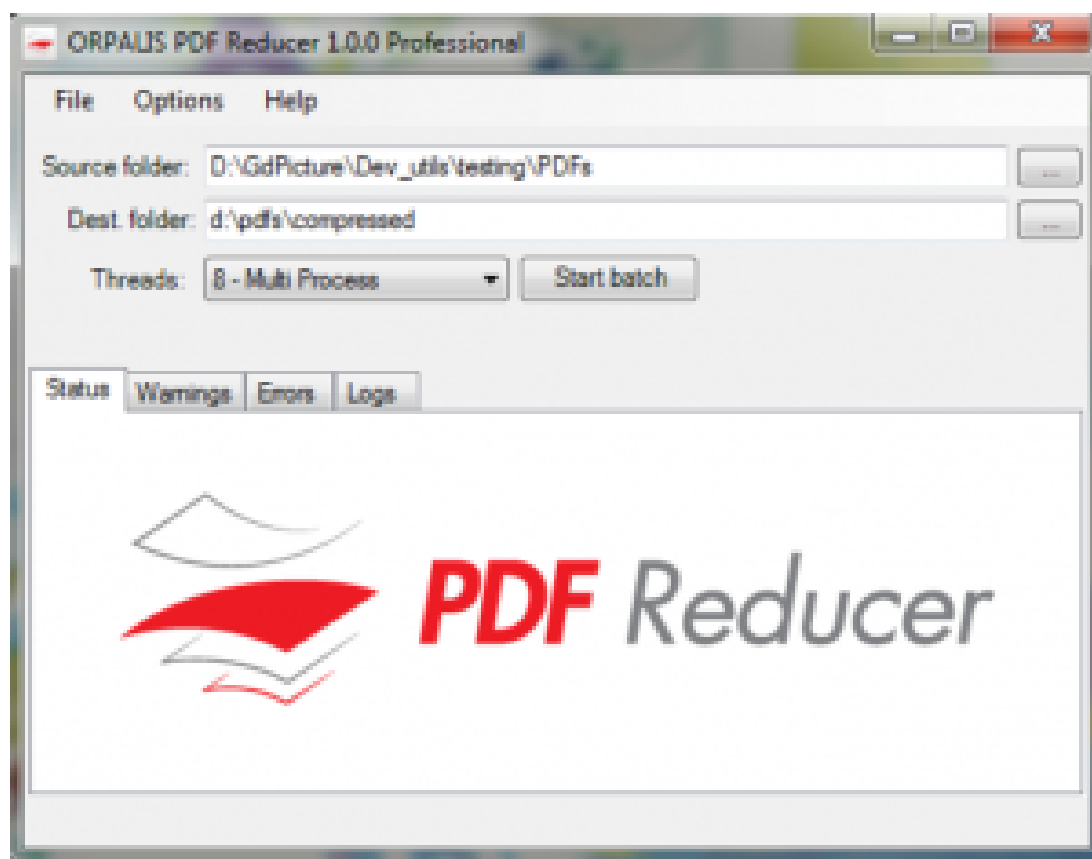 ORPALIS PDF Reducer 1.0.0 Professional
File Options Help
Source folder: D:\GdPicture\Dev_utils\testing\PDFs ...
Dest. folder: d:\pdfs\compressed ...
Threads: 8 - Multi Process Start batch
Status Warnings Errors Logs
PDF Reducer